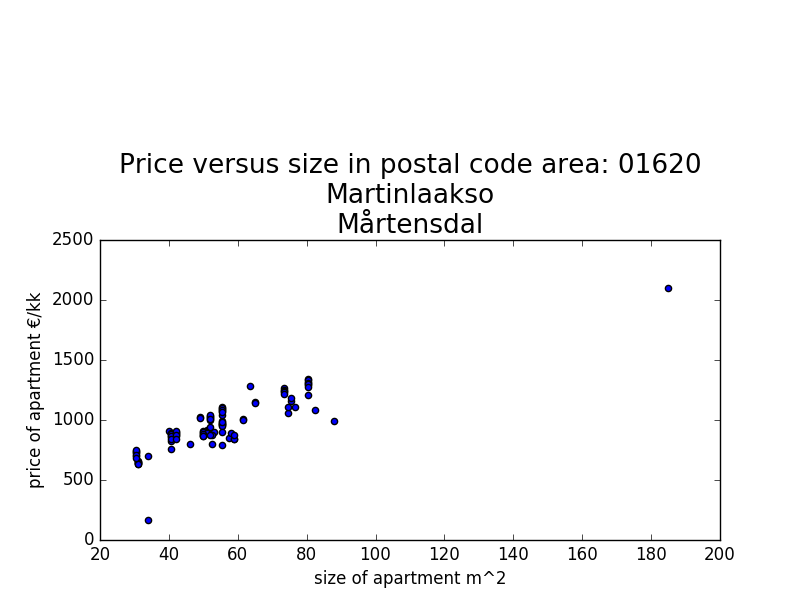 Price versus size in postal code area: 01620
Martinlaakso
Mårtensdal
2500
2000
1500
1000
500
0
price of apartment €/kk
20 40 60 80 100 120 140 160 180 200
size of apartment m^2